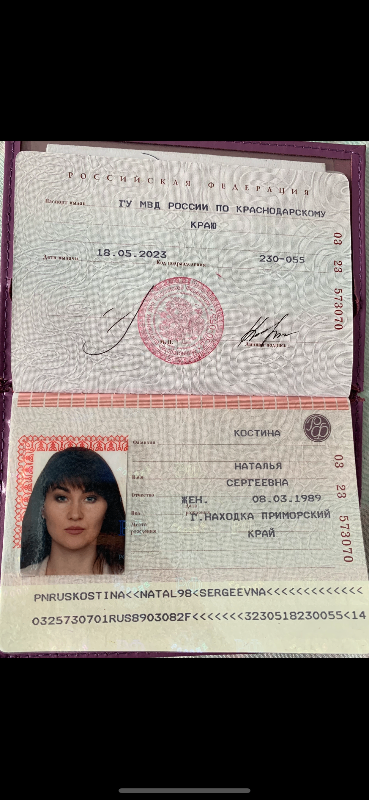 РОССИЙСКАЯ ФЕДЕРАЦИЯ
Паспорт выдан ГУ МВД РОССИИ ПО КРАСНОДАРСКОМУ
КРАЮ
Дата выдачи 18.05.2023 Код подразделения 230-055
03 23 573070
Личный код
Фамилия КОСТИНА
Имя НАТАЛЬЯ
Отчество СЕРГЕЕВНА
Пол ЖЕН. Дата рождения 08.03.1989
Место рождения Г.НАХОДКА ПРИМОРСКИЙ
КРАЙ
03 23 573070
PNRUSKOSTINA<<NATAL98<SERGEEVNA<<<<<<<<<<<<<
0325730701RUS8903082F<<<<<<<3230518230055<14